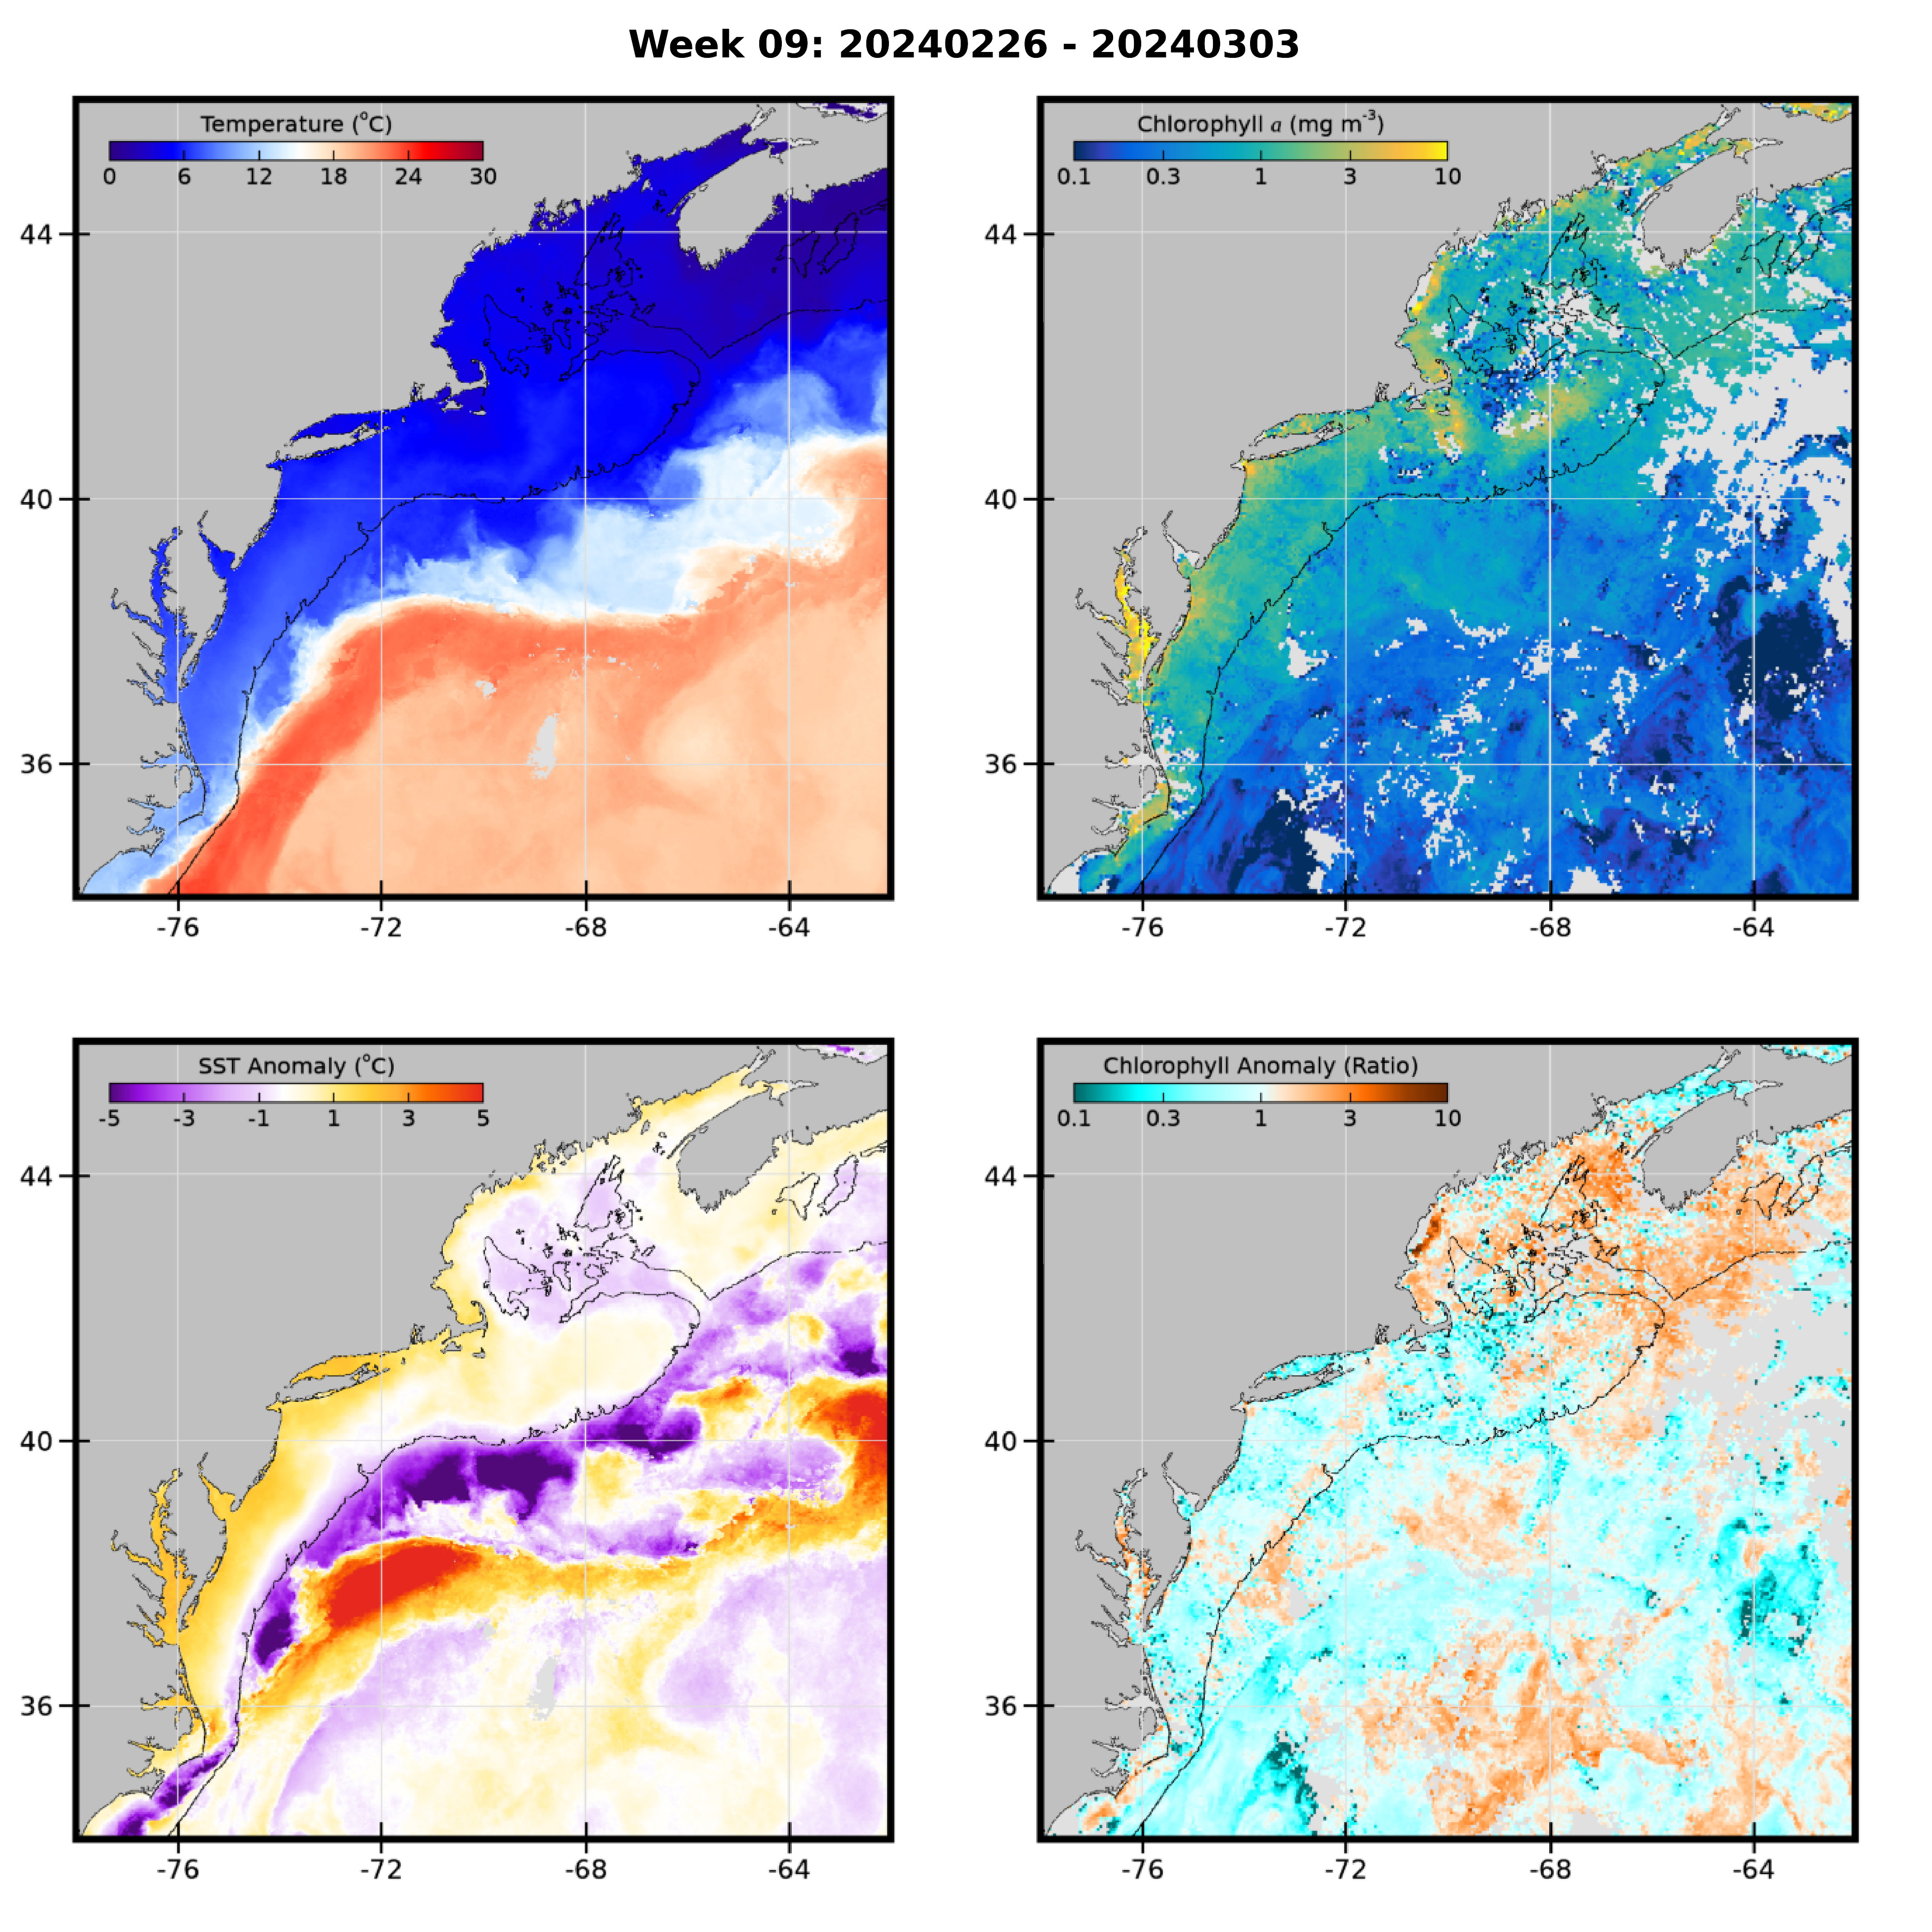 Week 09: 20240226 - 20240303
Temperature (°C)
0 6 12 18 24 30
44
40
36
-76 -72 -68 -64
Chlorophyll a (mg m⁻³)
0.1 0.3 1 3 10
44
40
36
-76 -72 -68 -64
SST Anomaly (°C)
-5 -3 -1 1 3 5
44
40
36
-76 -72 -68 -64
Chlorophyll Anomaly (Ratio)
0.1 0.3 1 3 10
44
40
36
-76 -72 -68 -64